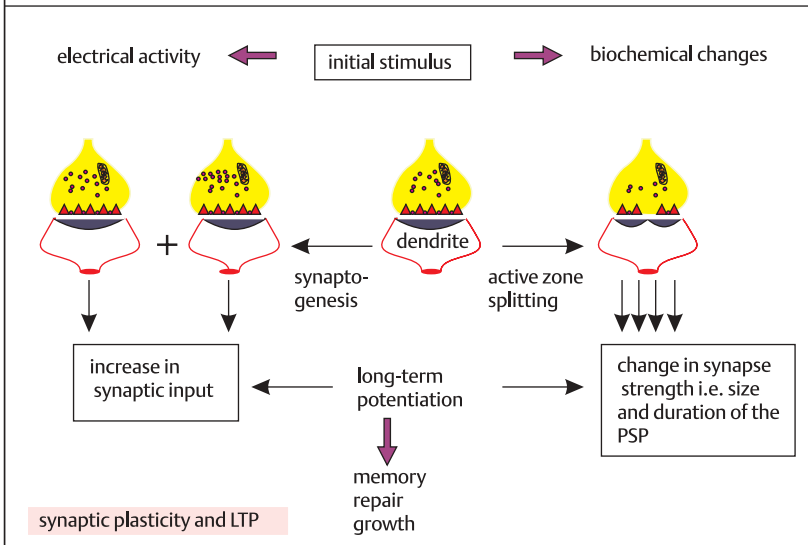 electrical activity
initial stimulus
biochemical changes
+
dendrite
synapto-
genesis
active zone
splitting
increase in
synaptic input
long-term
potentiation
change in synapse
strength i.e. size
and duration of the
PSP
memory
repair
growth
synaptic plasticity and LTP